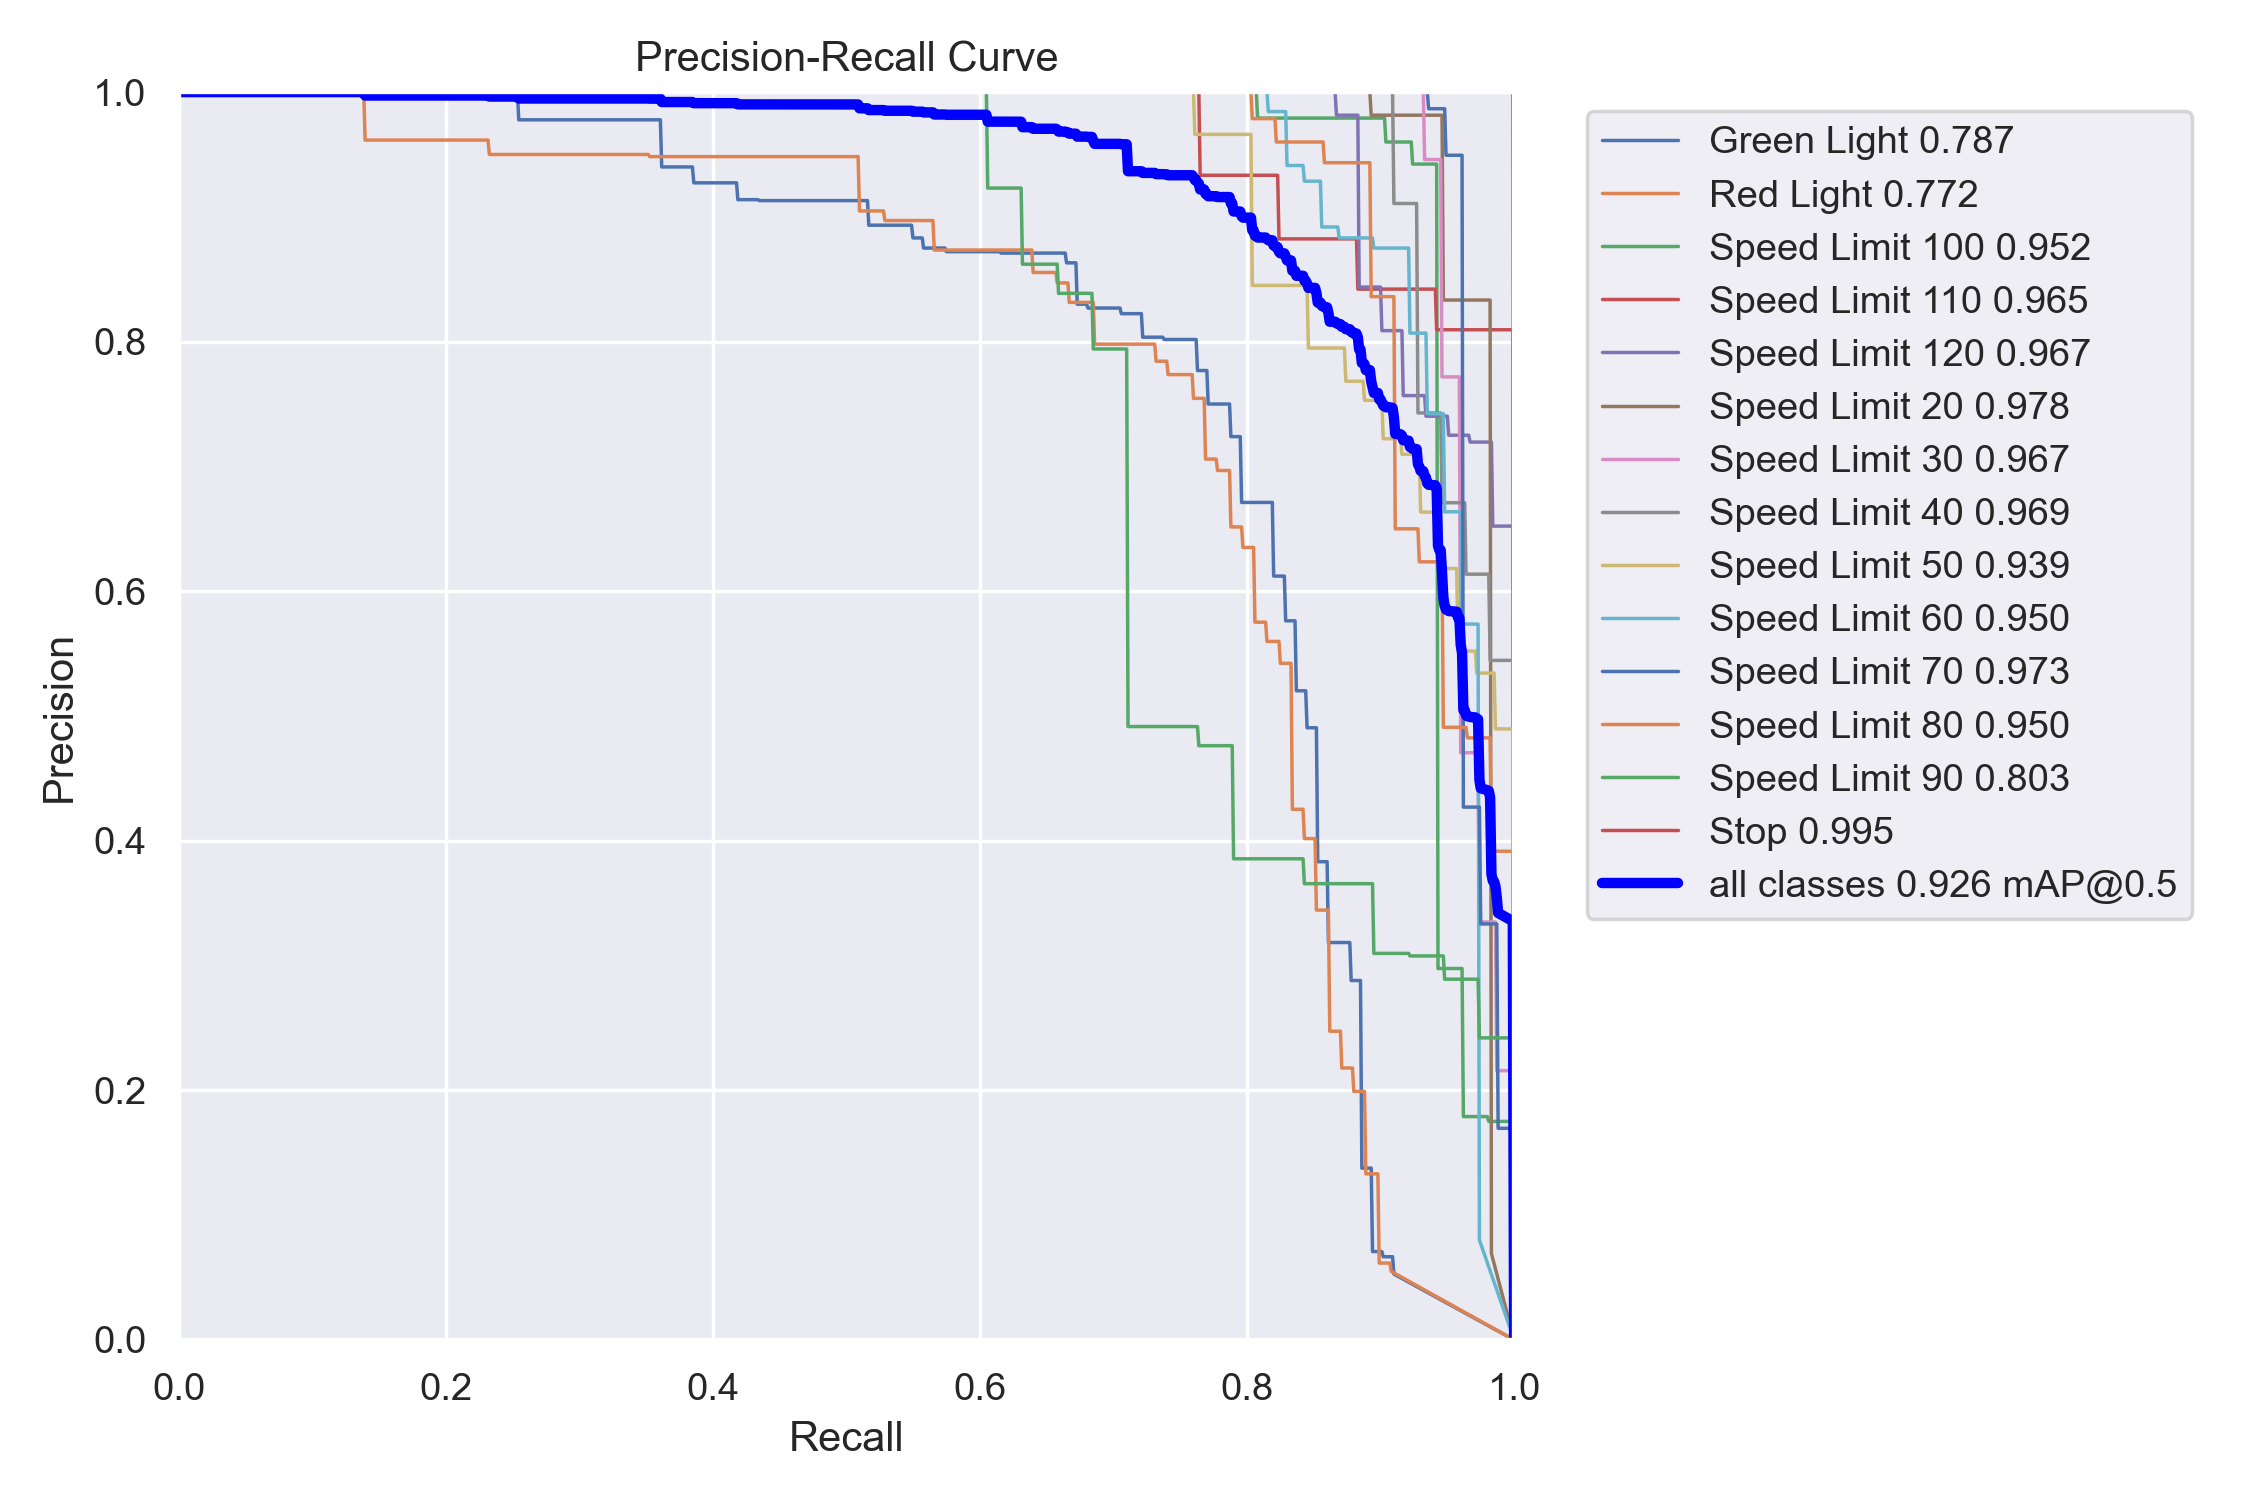 Precision-Recall Curve
1.0
0.8
0.6
0.4
0.2
0.0
Precision
0.0 0.2 0.4 0.6 0.8 1.0
Recall
Green Light 0.787
Red Light 0.772
Speed Limit 100 0.952
Speed Limit 110 0.965
Speed Limit 120 0.967
Speed Limit 20 0.978
Speed Limit 30 0.967
Speed Limit 40 0.969
Speed Limit 50 0.939
Speed Limit 60 0.950
Speed Limit 70 0.973
Speed Limit 80 0.950
Speed Limit 90 0.803
Stop 0.995
all classes 0.926 mAP@0.5